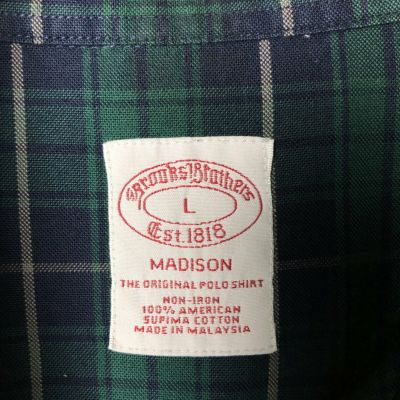 Brooks Brothers
L
Est. 1818
MADISON
THE ORIGINAL POLO SHIRT
NON-IRON
100% AMERICAN
SUPIMA COTTON
MADE IN MALAYSIA